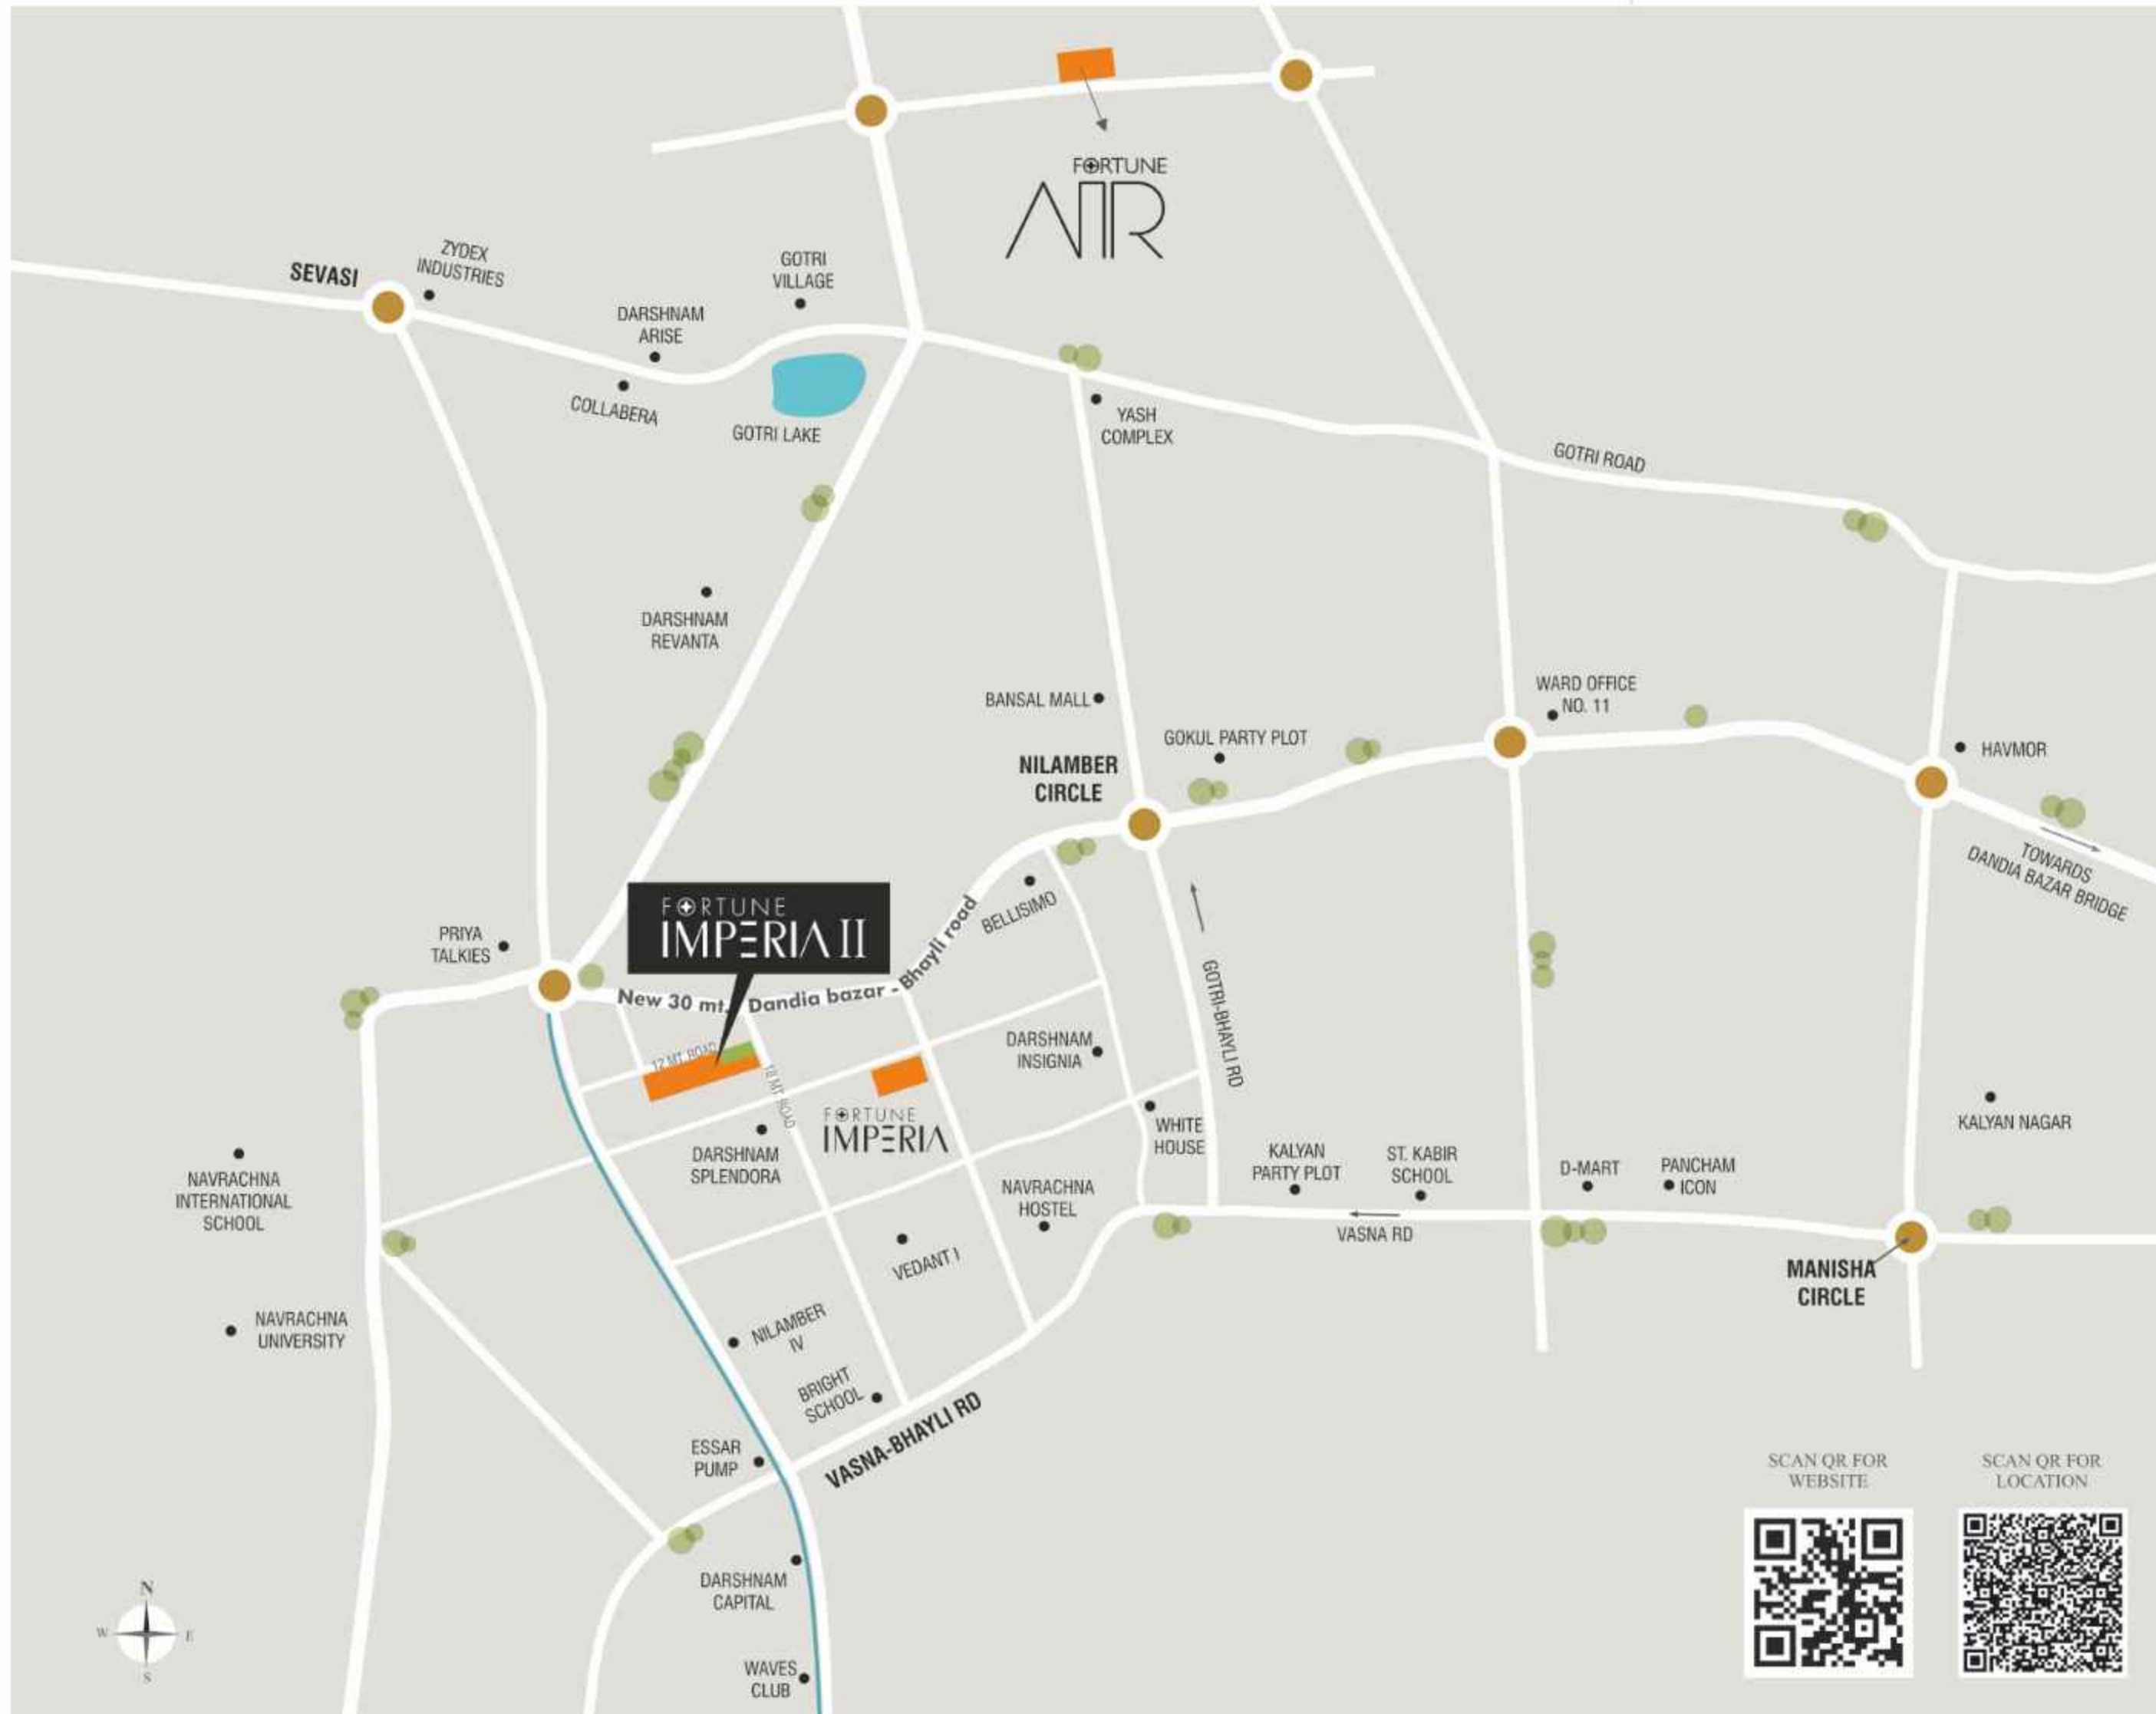 FORTUNE
AIR
ZYDEX
INDUSTRIES
SEVASI
GOTRI
VILLAGE
DARSHNAM
ARISE
COLLABERA
GOTRI LAKE
YASH
COMPLEX
GOTRI ROAD
DARSHNAM
REVANTA
BANSAL MALL
WARD OFFICE
NO. 11
GOKUL PARTY PLOT
HAVMOR
NILAMBER
CIRCLE
TOWARDS
DANDIA BAZAR BRIDGE
BELLISIMO
FORTUNE
IMPERIA II
PRIYA
TALKIES
New 30 mt. Dandia bazar - Bhayli road
GOTRI-BHAYLI RD
12 MT. ROAD
18 MT ROAD
DARSHNAM
INSIGNIA
FORTUNE
IMPERIA
WHITE
HOUSE
KALYAN NAGAR
DARSHNAM
SPLENDORA
KALYAN
PARTY PLOT
ST. KABIR
SCHOOL
D-MART
PANCHAM
ICON
NAVRACHNA
INTERNATIONAL
SCHOOL
NAVRACHNA
HOSTEL
VASNA RD
VEDANT I
MANISHA
CIRCLE
NAVRACHNA
UNIVERSITY
NILAMBER
IV
BRIGHT
SCHOOL
VASNA-BHAYLI RD
ESSAR
PUMP
SCAN QR FOR
WEBSITE
SCAN QR FOR
LOCATION
DARSHNAM
CAPITAL
WAVES
CLUB
N
W
E
S